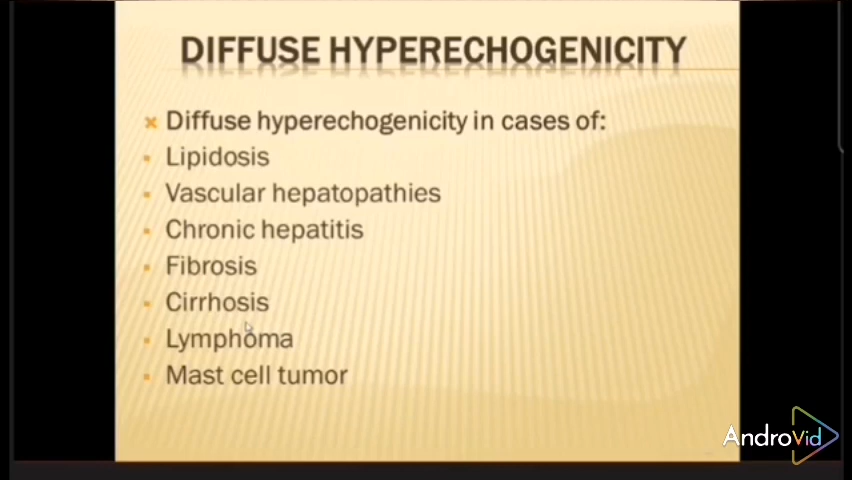 DIFFUSE HYPERECHOGENICITY
Diffuse hyperechogenicity in cases of:
Lipidosis
Vascular hepatopathies
Chronic hepatitis
Fibrosis
Cirrhosis
Lymphoma
Mast cell tumor
AndroVid